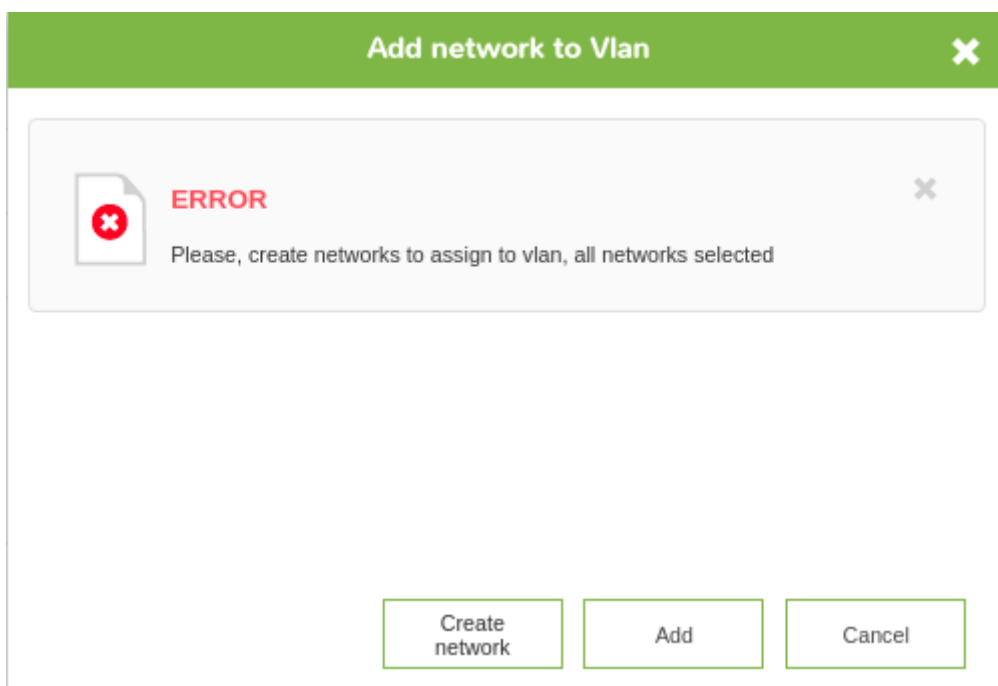 Add network to Vlan
ERROR
Please, create networks to assign to vlan, all networks selected
Create
network
Add
Cancel